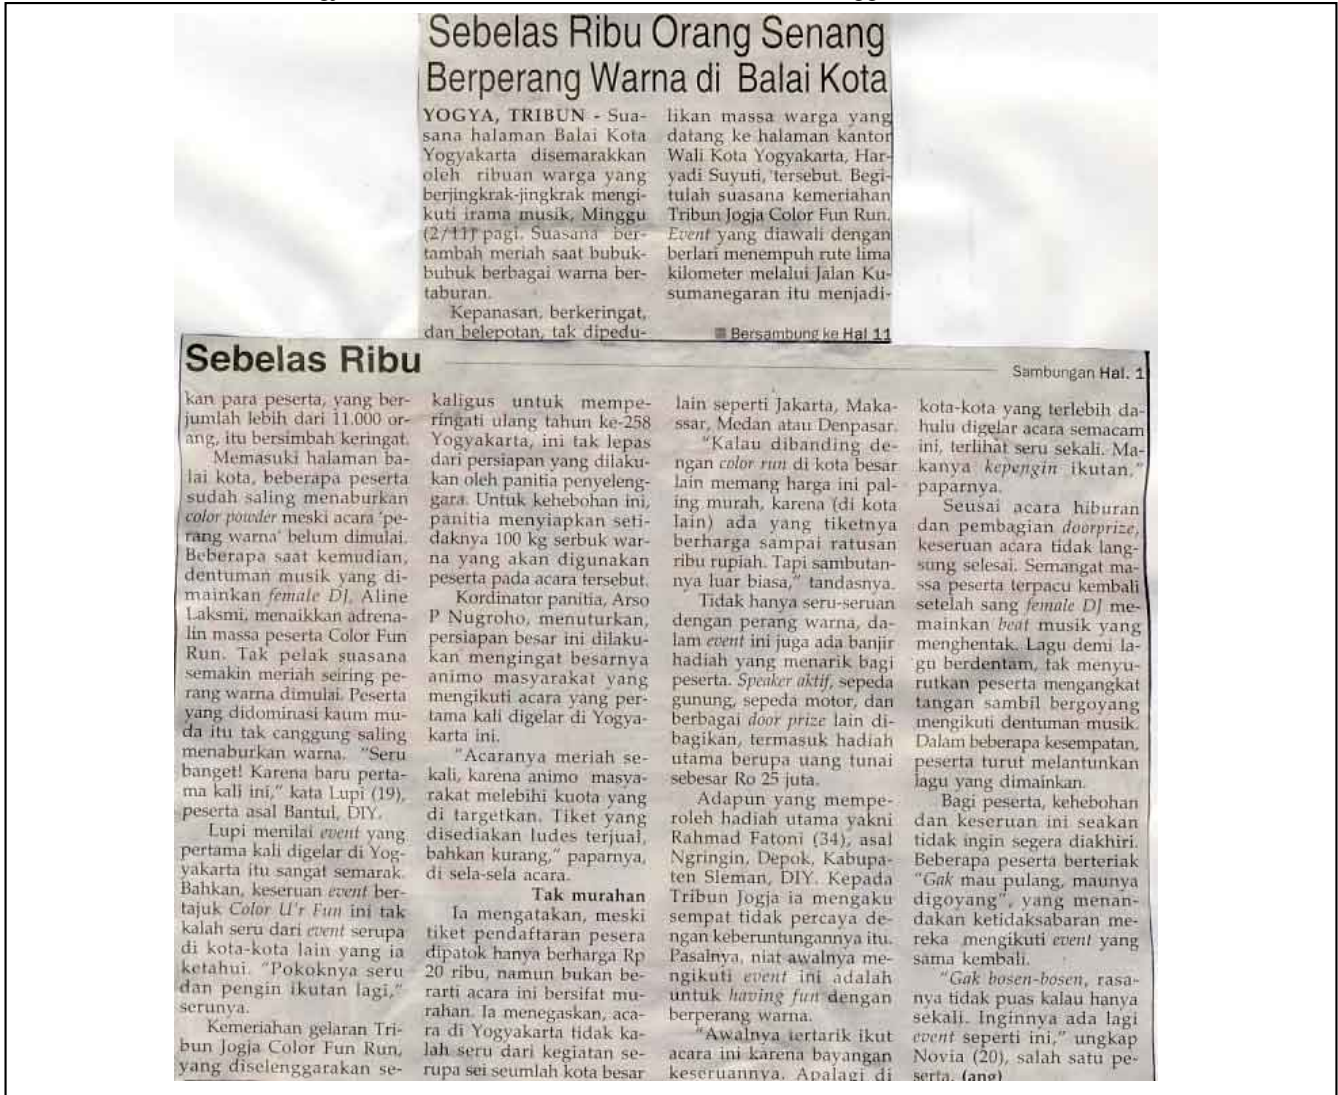 Sebelas Ribu Orang Senang
Berperang Warna di Balai Kota
YOGYA, TRIBUN - Sua-
sana halaman Balai Kota
Yogyakarta disemarakkan
oleh ribuan warga yang
berjingkrak-jingkrak mengi-
kuti irama musik, Minggu
(2/11) pagi. Suasana ber-
tambah meriah saat bubuk-
bubuk berbagai warna ber-
taburan.
Kepanasan, berkeringat,
dan belepotan, tak dipedu-
likan massa warga yang
datang ke halaman kantor
Wali Kota Yogyakarta, Har-
yadi Suyuti, tersebut. Begi-
tulah suasana kemeriahan
Tribun Jogja Color Fun Run.
Event yang diawali dengan
berlari menempuh rute lima
kilometer melalui Jalan Ku-
sumanegaran itu menjadi-
■ Bersambung ke Hal 11
Sebelas Ribu
Sambungan Hal. 1
kan para peserta, yang ber-
jumlah lebih dari 11.000 or-
ang, itu bersimbah keringat.
Memasuki halaman ba-
lai kota, beberapa peserta
sudah saling menaburkan
color powder meski acara 'pe-
rang warna' belum dimulai.
Beberapa saat kemudian,
dentuman musik yang di-
mainkan female DJ, Aline
Laksmi, menaikkan adrena-
lin massa peserta Color Fun
Run. Tak pelak suasana
semakin meriah seiring pe-
rang warna dimulai. Peserta
yang didominasi kaum mu-
da itu tak canggung saling
menaburkan warna. "Seru
banget! Karena baru perta-
ma kali ini," kata Lupi (19),
peserta asal Bantul, DIY.
Lupi menilai event yang
pertama kali digelar di Yog-
yakarta itu sangat semarak.
Bahkan, keseruan event ber-
tajuk Color U'r Fun ini tak
kalah seru dari event serupa
di kota-kota lain yang ia
ketahui. "Pokoknya seru
dan pengin ikutan lagi,"
serunya.
Kemeriahan gelaran Tri-
bun Jogja Color Fun Run,
yang diselenggarakan se-
kaligus untuk mempe-
ringati ulang tahun ke-258
Yogyakarta, ini tak lepas
dari persiapan yang dilaku-
kan oleh panitia penyeleng-
gara. Untuk kehebohan ini,
panitia menyiapkan seti-
daknya 100 kg serbuk war-
na yang akan digunakan
peserta pada acara tersebut.
Kordinator panitia, Arso
P Nugroho, menuturkan,
persiapan besar ini dilaku-
kan mengingat besarnya
animo masyarakat yang
mengikuti acara yang per-
tama kali digelar di Yogya-
karta ini.
"Acaranya meriah se-
kali, karena animo masya-
rakat melebihi kuota yang
di targetkan. Tiket yang
disediakan ludes terjual,
bahkan kurang," paparnya,
di sela-sela acara.
Tak murahan
Ia mengatakan, meski
tiket pendaftaran pesera
dipatok hanya berharga Rp
20 ribu, namun bukan be-
rarti acara ini bersifat mu-
rahan. Ia menegaskan, aca-
ra di Yogyakarta tidak ka-
lah seru dari kegiatan se-
rupa sei seumlah kota besar
lain seperti Jakarta, Maka-
ssar, Medan atau Denpasar.
"Kalau dibanding de-
ngan color run di kota besar
lain memang harga ini pal-
ing murah, karena (di kota
lain) ada yang tiketnya
berharga sampai ratusan
ribu rupiah. Tapi sambutan-
nya luar biasa," tandasnya.
Tidak hanya seru-seruan
dengan perang warna, da-
lam event ini juga ada banjir
hadiah yang menarik bagi
peserta. Speaker aktif, sepeda
gunung, sepeda motor, dan
berbagai door prize lain di-
bagikan, termasuk hadiah
utama berupa uang tunai
sebesar Ro 25 juta.
Adapun yang mempe-
roleh hadiah utama yakni
Rahmad Fatoni (34), asal
Ngringin, Depok, Kabupa-
ten Sleman, DIY. Kepada
Tribun Jogja ia mengaku
sempat tidak percaya de-
ngan keberuntungannya itu.
Pasalnya, niat awalnya me-
ngikuti event ini adalah
untuk having fun dengan
berperang warna.
"Awalnya tertarik ikut
acara ini karena bayangan
keseruannya. Apalagi di
kota-kota yang terlebih da-
hulu digelar acara semacam
ini, terlihat seru sekali. Ma-
kanya kepengin ikutan,"
paparnya.
Seusai acara hiburan
dan pembagian doorprize,
keseruan acara tidak lang-
sung selesai. Semangat ma-
ssa peserta terpacu kembali
setelah sang female DJ me-
mainkan beat musik yang
menghentak. Lagu demi la-
gu berdentam, tak menyu-
rutkan peserta mengangkat
tangan sambil bergoyang
mengikuti dentuman musik.
Dalam beberapa kesempatan,
peserta turut melantunkan
lagu yang dimainkan.
Bagi peserta, kehebohan
dan keseruan ini seakan
tidak ingin segera diakhiri.
Beberapa peserta berteriak
"Gak mau pulang, maunya
digoyang", yang menan-
dakan ketidaksabaran me-
reka mengikuti event yang
sama kembali.
"Gak bosen-bosen, rasa-
nya tidak puas kalau hanya
sekali. Inginnya ada lagi
event seperti ini," ungkap
Novia (20), salah satu pe-
serta. (ang)